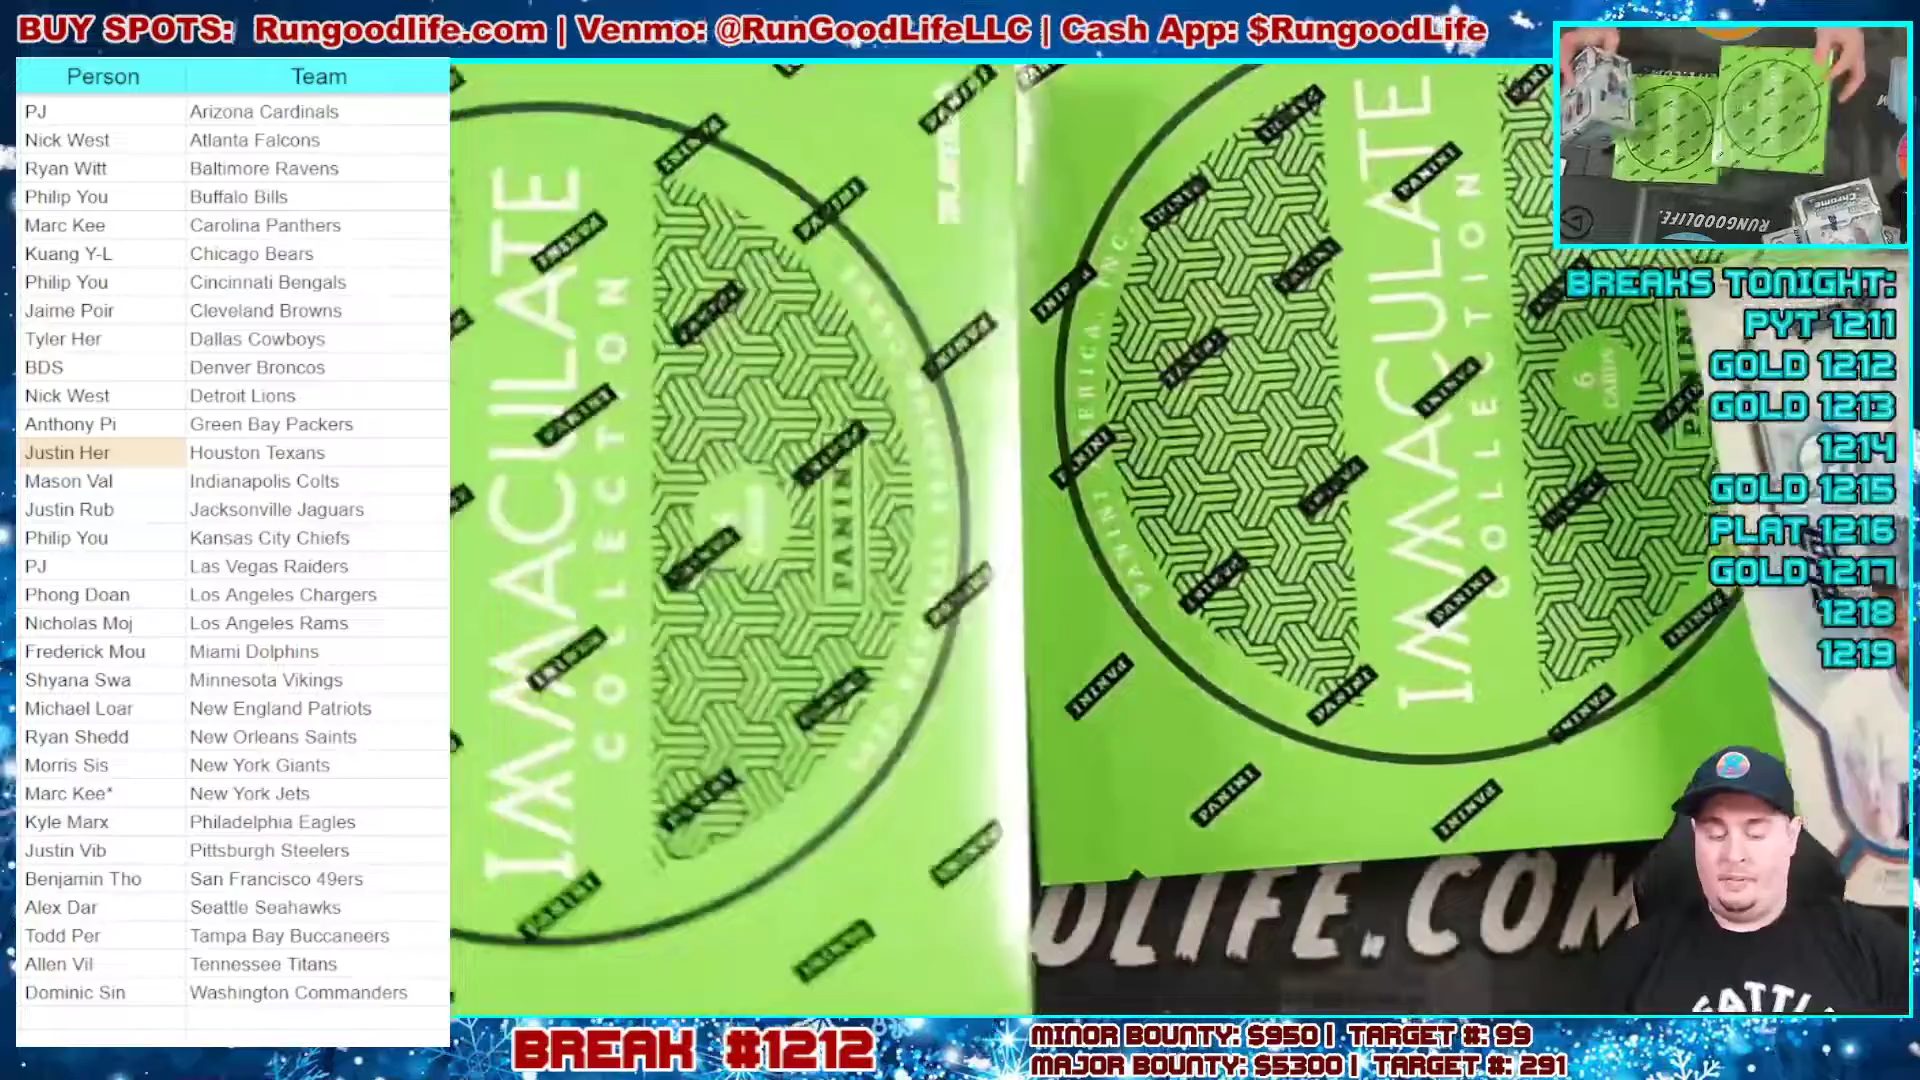 BUY SPOTS: Rungoodlife.com | Venmo: @RunGoodLifeLLC | Cash App: $RungoodLife
Person Team
PJ Arizona Cardinals
Nick West Atlanta Falcons
Ryan Witt Baltimore Ravens
Philip You Buffalo Bills
Marc Kee Carolina Panthers
Kuang Y-L Chicago Bears
Philip You Cincinnati Bengals
Jaime Poir Cleveland Browns
Tyler Her Dallas Cowboys
BDS Denver Broncos
Nick West Detroit Lions
Anthony Pi Green Bay Packers
Justin Her Houston Texans
Mason Val Indianapolis Colts
Justin Rub Jacksonville Jaguars
Philip You Kansas City Chiefs
PJ Las Vegas Raiders
Phong Doan Los Angeles Chargers
Nicholas Moj Los Angeles Rams
Frederick Mou Miami Dolphins
Shyana Swa Minnesota Vikings
Michael Loar New England Patriots
Ryan Shedd New Orleans Saints
Morris Sis New York Giants
Marc Kee* New York Jets
Kyle Marx Philadelphia Eagles
Justin Vib Pittsburgh Steelers
Benjamin Tho San Francisco 49ers
Alex Dar Seattle Seahawks
Todd Per Tampa Bay Buccaneers
Allen Vil Tennessee Titans
Dominic Sin Washington Commanders
IMMACULATE
COLLECTION
PANINI
IMMACULATE
COLLECTION
6
CARDS
PANINI AMERICA, INC.
DLIFE.COM
RUNGOODLIFE.
Chrome
BREAKS TONIGHT:
PYT 1211
GOLD 1212
GOLD 1213
1214
GOLD 1215
PLAT 1216
GOLD 1217
1218
1219
BREAK #1212
MINOR BOUNTY: $950 | TARGET #: 99
MAJOR BOUNTY: $5300 | TARGET #: 291